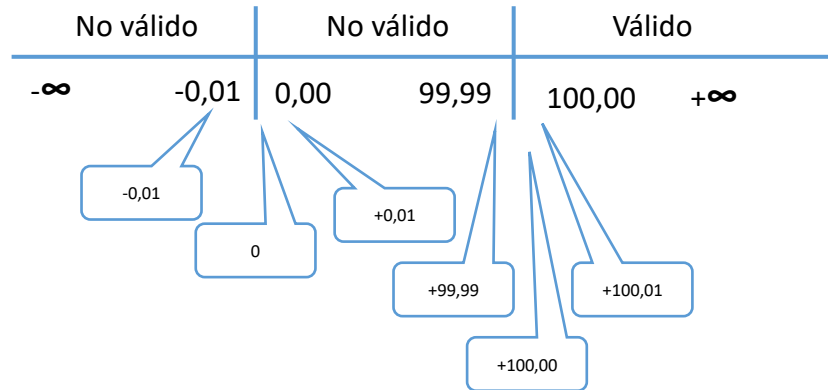 No válido No válido Válido
-∞ -0,01 0,00 99,99 100,00 +∞
-0,01
+0,01
0
+99,99 +100,01
+100,00